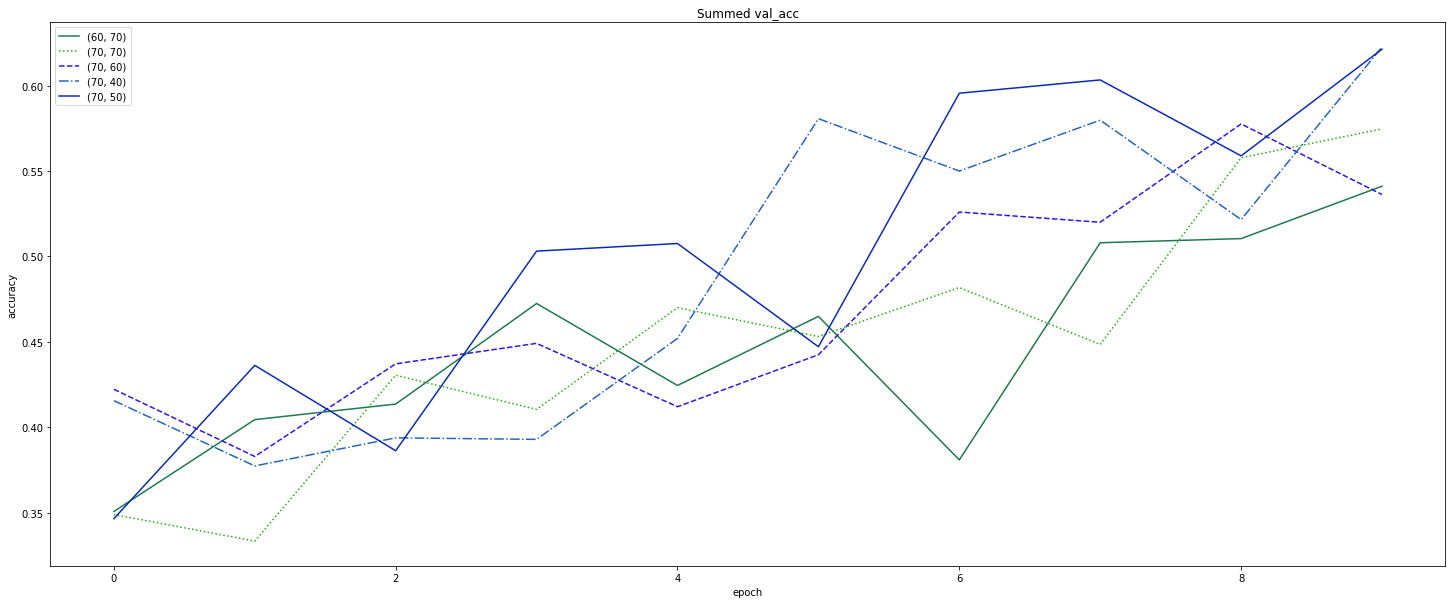 Summed val_acc
(60, 70)
(70, 70)
(70, 60)
(70, 40)
(70, 50)
0.60
0.55
0.50
0.45
0.40
0.35
accuracy
0 2 4 6 8
epoch